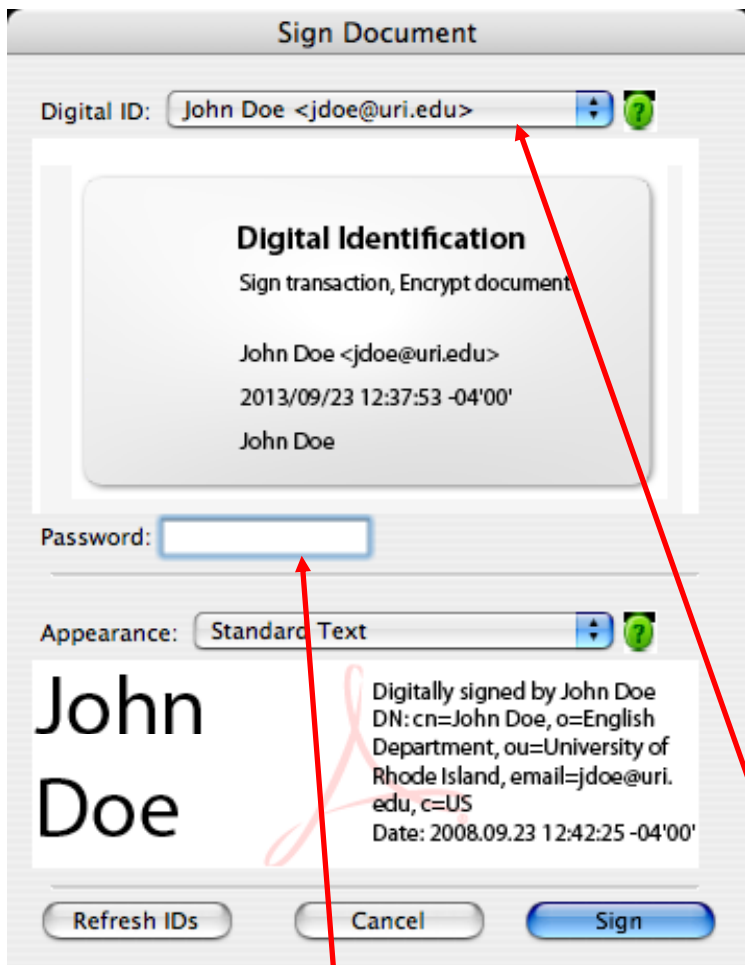 Sign Document
Digital ID: John Doe <jdoe@uri.edu> ?
Digital Identification
Sign transaction, Encrypt document
John Doe <jdoe@uri.edu>
2013/09/23 12:37:53 -04'00'
John Doe
Password:
Appearance: Standard Text ?
John
Doe
Digitally signed by John Doe
DN: cn=John Doe, o=English
Department, ou=University of
Rhode Island, email=jdoe@uri.
edu, c=US
Date: 2008.09.23 12:42:25 -04'00'
Refresh IDs Cancel Sign